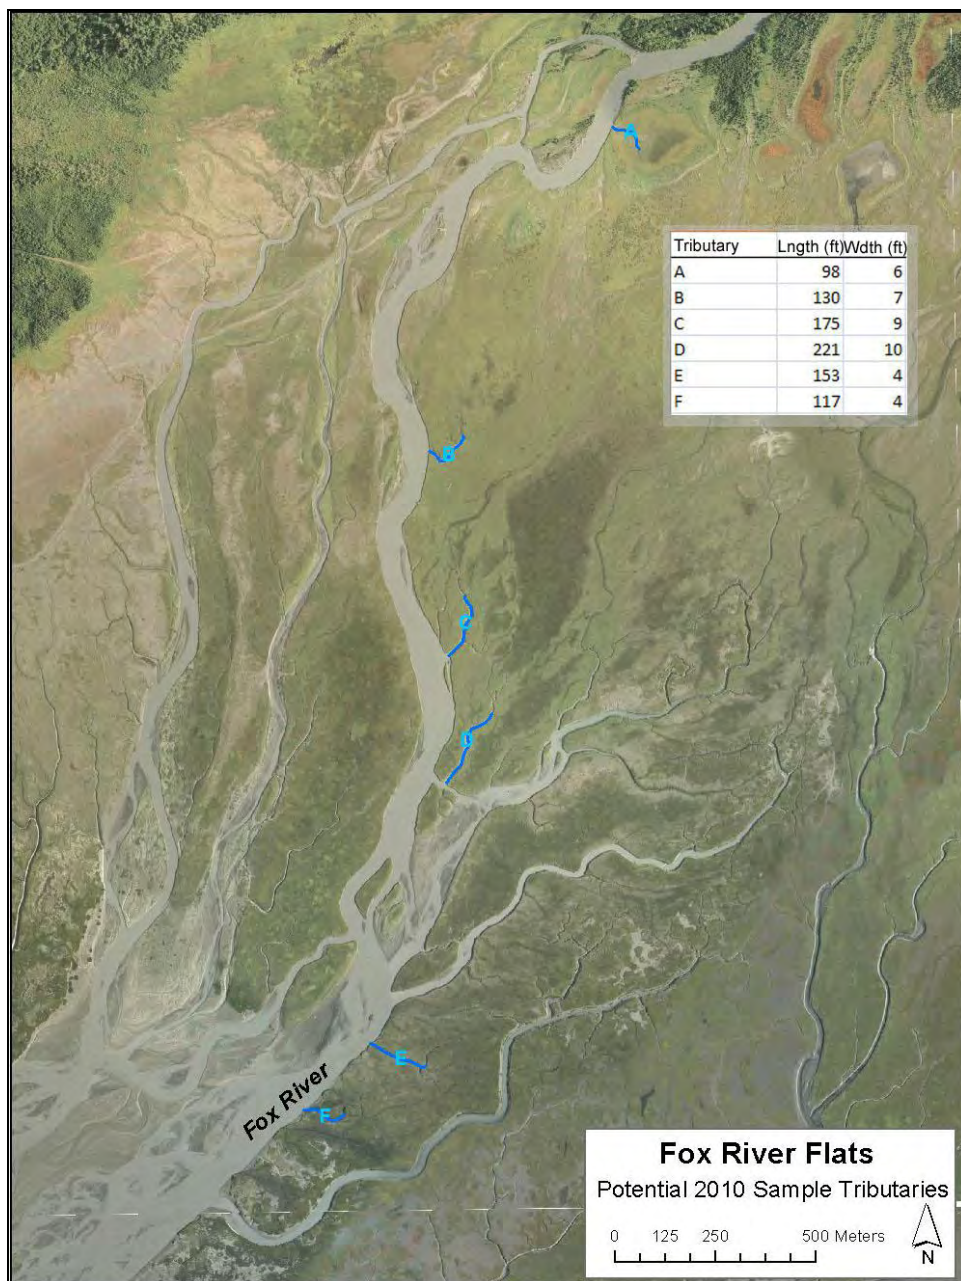 A
Tributary Lngth (ft) Wdth (ft)
A 98 6
B 130 7
C 175 9
D 221 10
E 153 4
F 117 4
B
C
D
E
F
Fox River
Fox River Flats
Potential 2010 Sample Tributaries
0 125 250 500 Meters
N